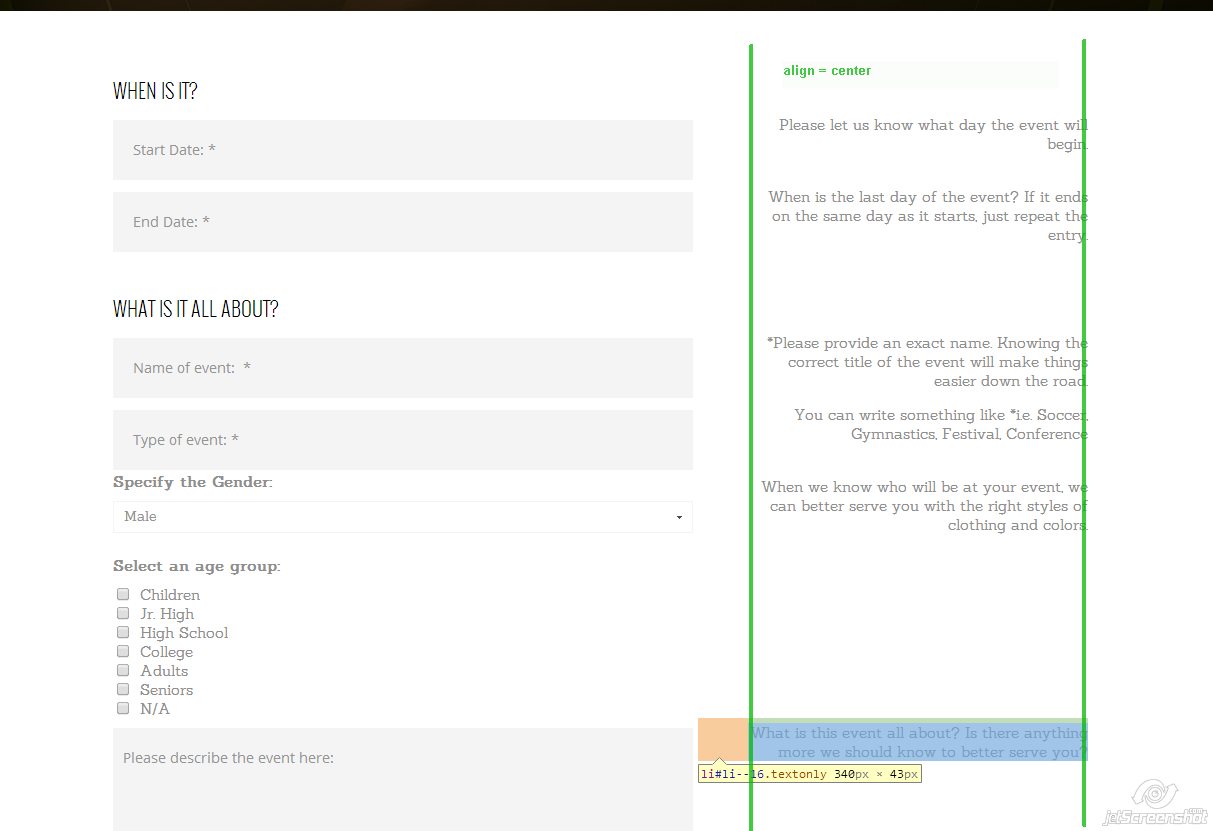 align = center
WHEN IS IT?
Start Date: *
Please let us know what day the event will
begin.
End Date: *
When is the last day of the event? If it ends
on the same day as it starts, just repeat the
entry.
WHAT IS IT ALL ABOUT?
Name of event:  *
*Please provide an exact name. Knowing the
correct title of the event will make things
easier down the road.
Type of event: *
You can write something like *i.e. Soccer,
Gymnastics, Festival, Conference
Specify the Gender:
Male
When we know who will be at your event, we
can better serve you with the right styles of
clothing and colors.
Select an age group:
Children
Jr. High
High School
College
Adults
Seniors
N/A
Please describe the event here:
What is this event all about? Is there anything
more we should know to better serve you?
li#li--16.textonly 340px × 43px
jetScreenshot.com